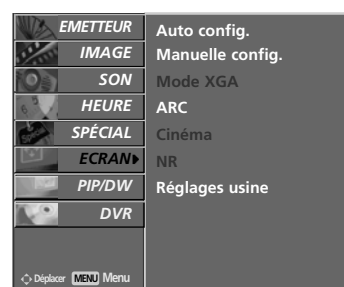 EMETTEUR
IMAGE
SON
HEURE
SPÉCIAL
ECRAN
PIP/DW
DVR
Déplacer MENU Menu
Auto config.
Manuelle config.
Mode XGA
ARC
Cinéma
NR
Réglages usine